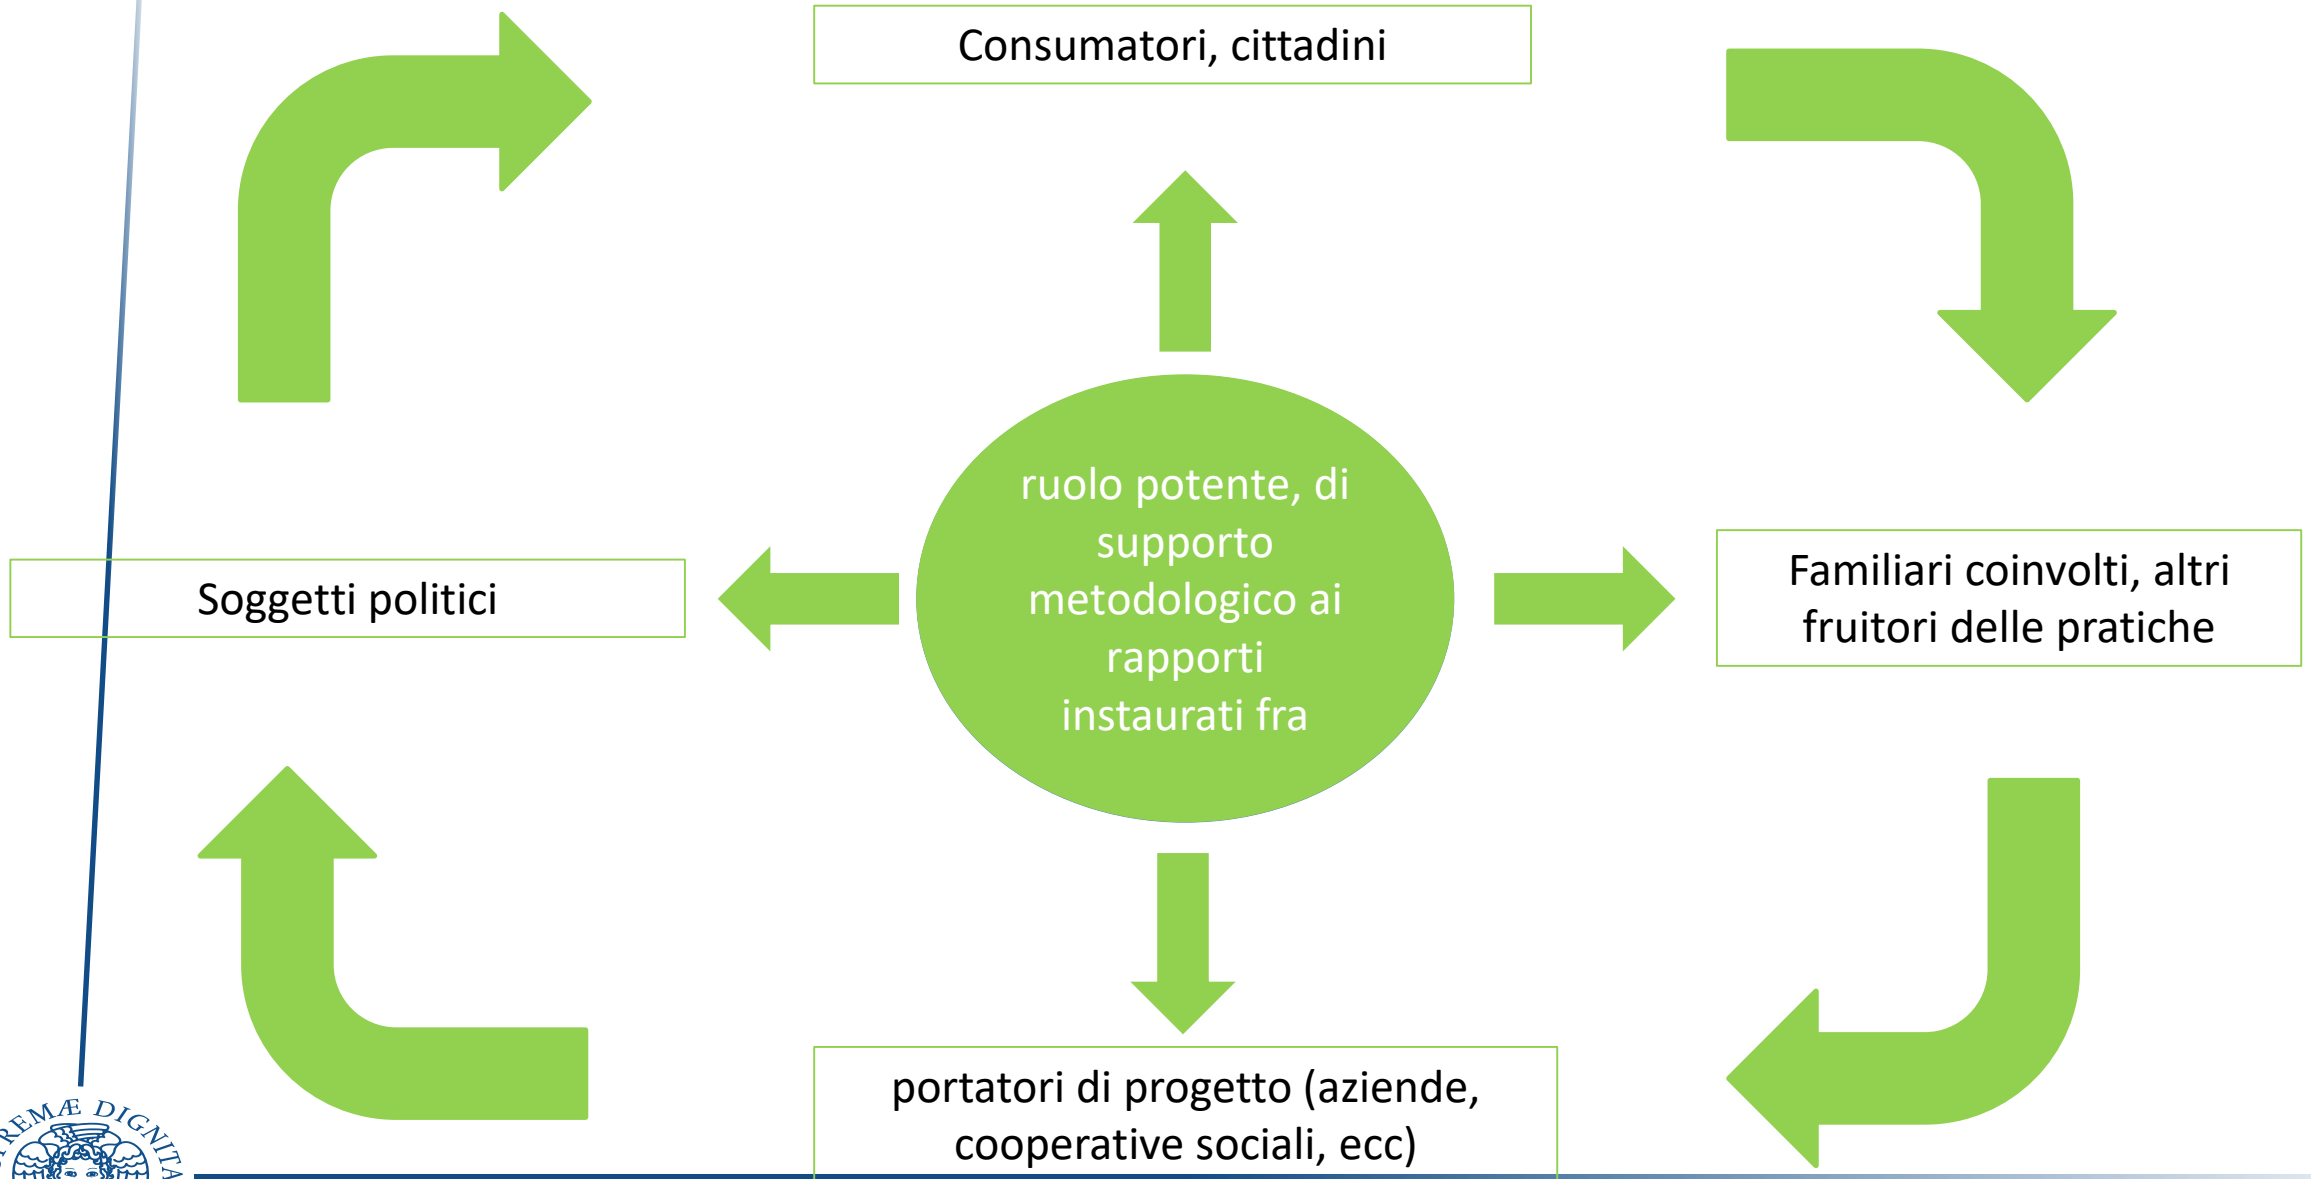 Consumatori, cittadini
ruolo potente, di
supporto
metodologico ai
rapporti
instaurati fra
Soggetti politici
Familiari coinvolti, altri
fruitori delle pratiche
portatori di progetto (aziende,
cooperative sociali, ecc)